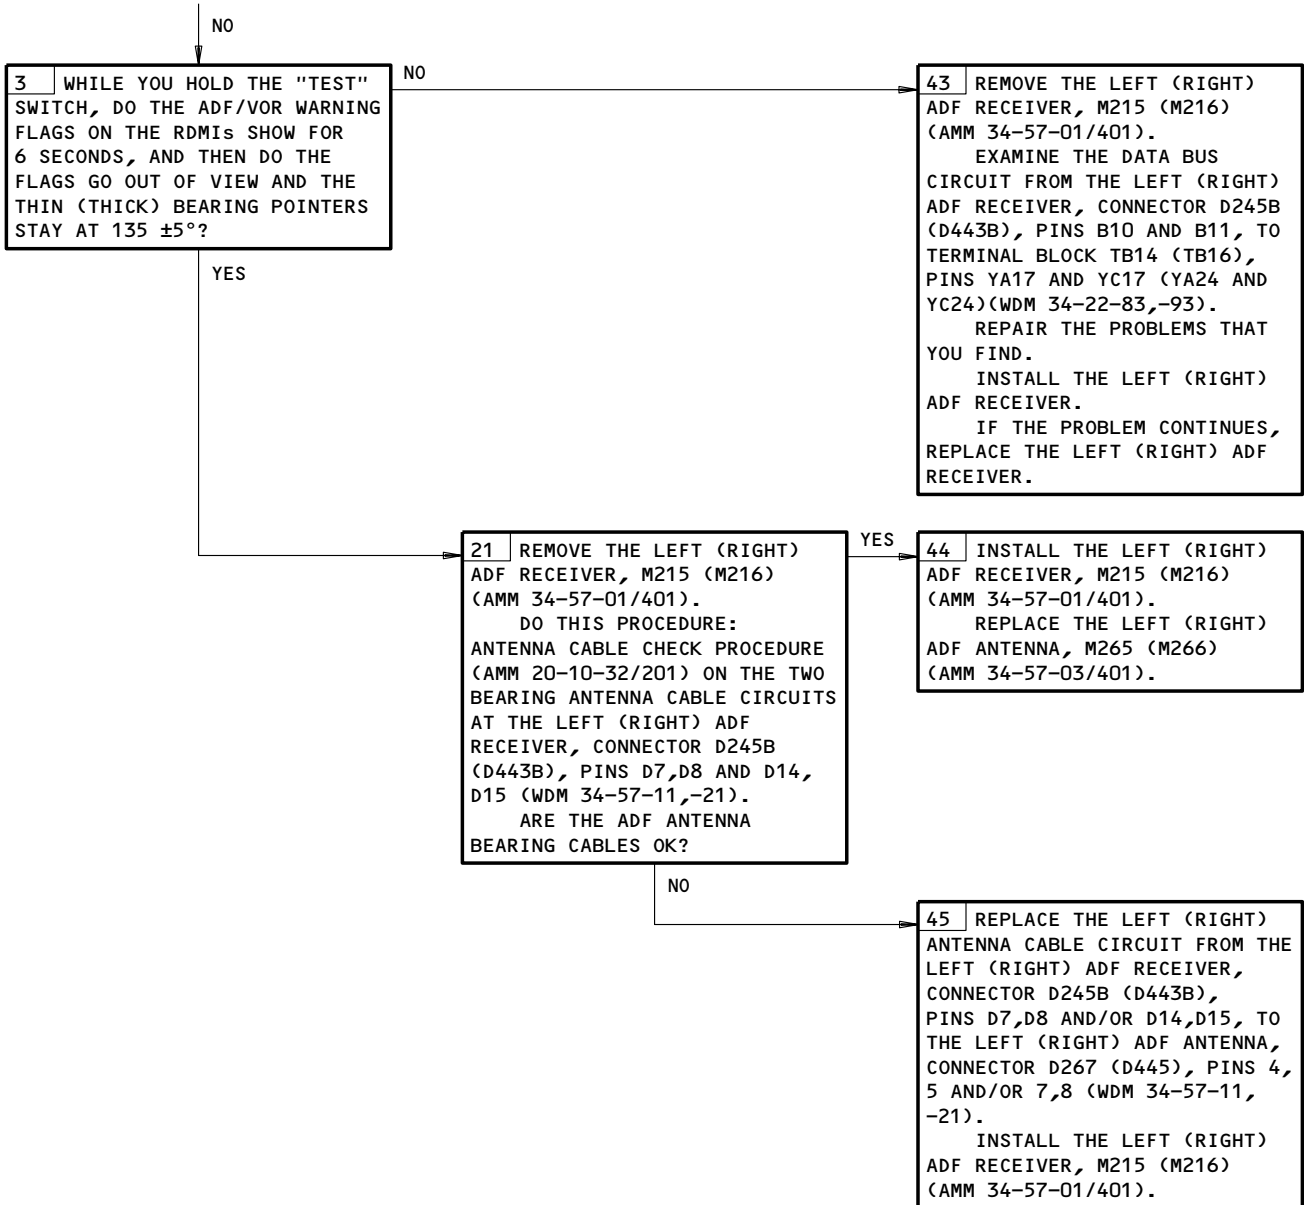 NO
3 WHILE YOU HOLD THE "TEST"
SWITCH, DO THE ADF/VOR WARNING
FLAGS ON THE RDMIs SHOW FOR
6 SECONDS, AND THEN DO THE
FLAGS GO OUT OF VIEW AND THE
THIN (THICK) BEARING POINTERS
STAY AT 135 ±5°?
NO
YES
43 REMOVE THE LEFT (RIGHT)
ADF RECEIVER, M215 (M216)
(AMM 34-57-01/401).
EXAMINE THE DATA BUS
CIRCUIT FROM THE LEFT (RIGHT)
ADF RECEIVER, CONNECTOR D245B
(D443B), PINS B10 AND B11, TO
TERMINAL BLOCK TB14 (TB16),
PINS YA17 AND YC17 (YA24 AND
YC24)(WDM 34-22-83,-93).
REPAIR THE PROBLEMS THAT
YOU FIND.
INSTALL THE LEFT (RIGHT)
ADF RECEIVER.
IF THE PROBLEM CONTINUES,
REPLACE THE LEFT (RIGHT) ADF
RECEIVER.
21 REMOVE THE LEFT (RIGHT)
ADF RECEIVER, M215 (M216)
(AMM 34-57-01/401).
DO THIS PROCEDURE:
ANTENNA CABLE CHECK PROCEDURE
(AMM 20-10-32/201) ON THE TWO
BEARING ANTENNA CABLE CIRCUITS
AT THE LEFT (RIGHT) ADF
RECEIVER, CONNECTOR D245B
(D443B), PINS D7,D8 AND D14,
D15 (WDM 34-57-11,-21).
ARE THE ADF ANTENNA
BEARING CABLES OK?
YES
44 INSTALL THE LEFT (RIGHT)
ADF RECEIVER, M215 (M216)
(AMM 34-57-01/401).
REPLACE THE LEFT (RIGHT)
ADF ANTENNA, M265 (M266)
(AMM 34-57-03/401).
NO
45 REPLACE THE LEFT (RIGHT)
ANTENNA CABLE CIRCUIT FROM THE
LEFT (RIGHT) ADF RECEIVER,
CONNECTOR D245B (D443B),
PINS D7,D8 AND/OR D14,D15, TO
THE LEFT (RIGHT) ADF ANTENNA,
CONNECTOR D267 (D445), PINS 4,
5 AND/OR 7,8 (WDM 34-57-11,
-21).
INSTALL THE LEFT (RIGHT)
ADF RECEIVER, M215 (M216)
(AMM 34-57-01/401).